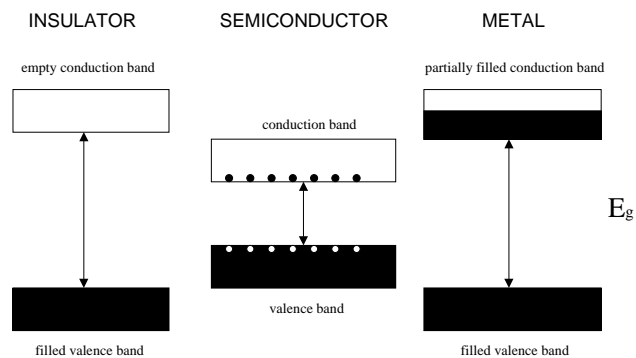 INSULATOR
SEMICONDUCTOR
METAL
empty conduction band
partially filled conduction band
conduction band
Eg
valence band
filled valence band
filled valence band